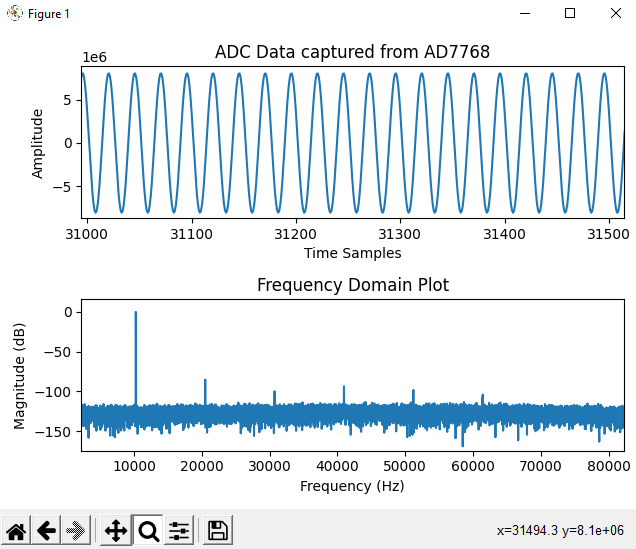 Figure 1
ADC Data captured from AD7768
1e6
5
0
−5
Amplitude
31000 31100 31200 31300 31400 31500
Time Samples
Frequency Domain Plot
0
−50
−100
−150
Magnitude (dB)
10000 20000 30000 40000 50000 60000 70000 80000
Frequency (Hz)
x=31494.3 y=8.1e+06